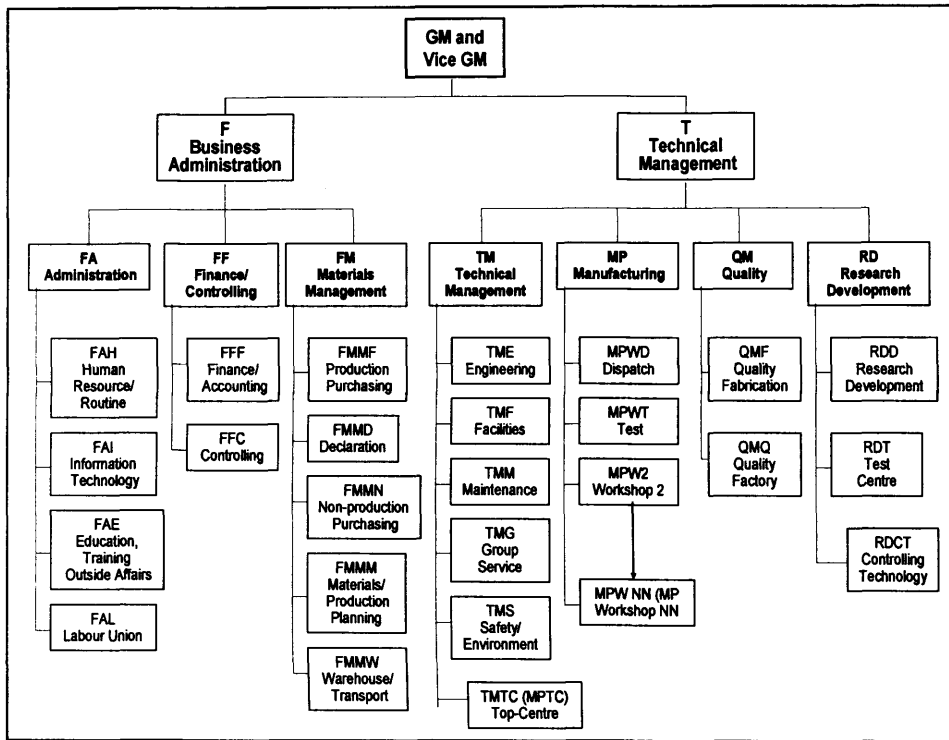 GM and
Vice GM
F
Business
Administration
T
Technical
Management
FA
Administration
FF
Finance/
Controlling
FM
Materials
Management
TM
Technical
Management
MP
Manufacturing
QM
Quality
RD
Research
Development
FAH
Human
Resource/
Routine
FAI
Information
Technology
FAE
Education,
Training
Outside Affairs
FAL
Labour Union
FFF
Finance/
Accounting
FFC
Controlling
FMMF
Production
Purchasing
FMMD
Declaration
FMMN
Non-production
Purchasing
FMMM
Materials/
Production
Planning
FMMW
Warehouse/
Transport
TME
Engineering
TMF
Facilities
TMM
Maintenance
TMG
Group
Service
TMS
Safety/
Environment
TMTC (MPTC)
Top-Centre
MPWD
Dispatch
MPWT
Test
MPW2
Workshop 2
MPW NN (MP
Workshop NN
QMF
Quality
Fabrication
QMQ
Quality
Factory
RDD
Research
Development
RDT
Test
Centre
RDCT
Controlling
Technology